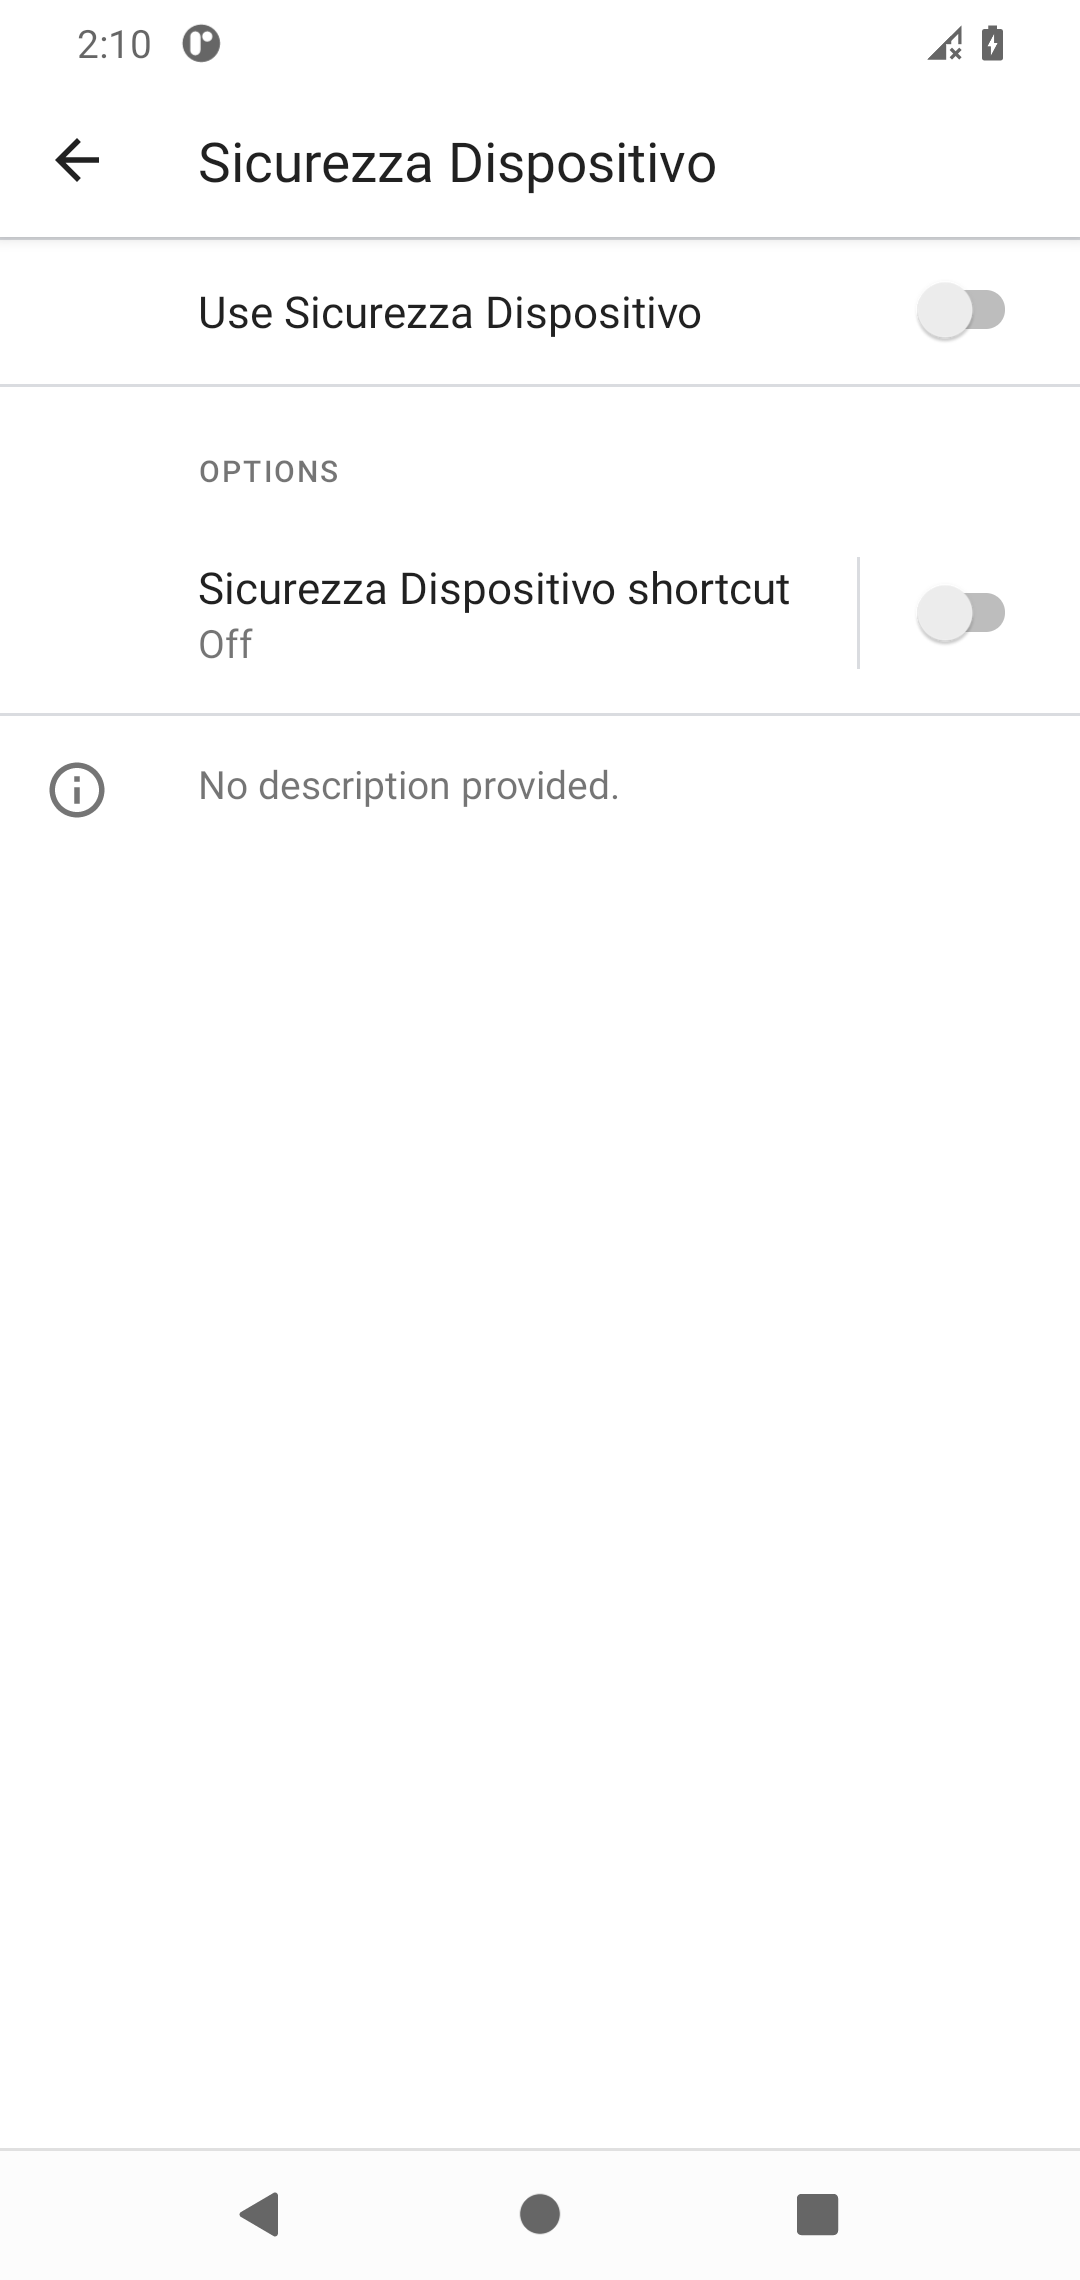 2:10
Sicurezza Dispositivo
Use Sicurezza Dispositivo
OPTIONS
Sicurezza Dispositivo shortcut
Off
No description provided.